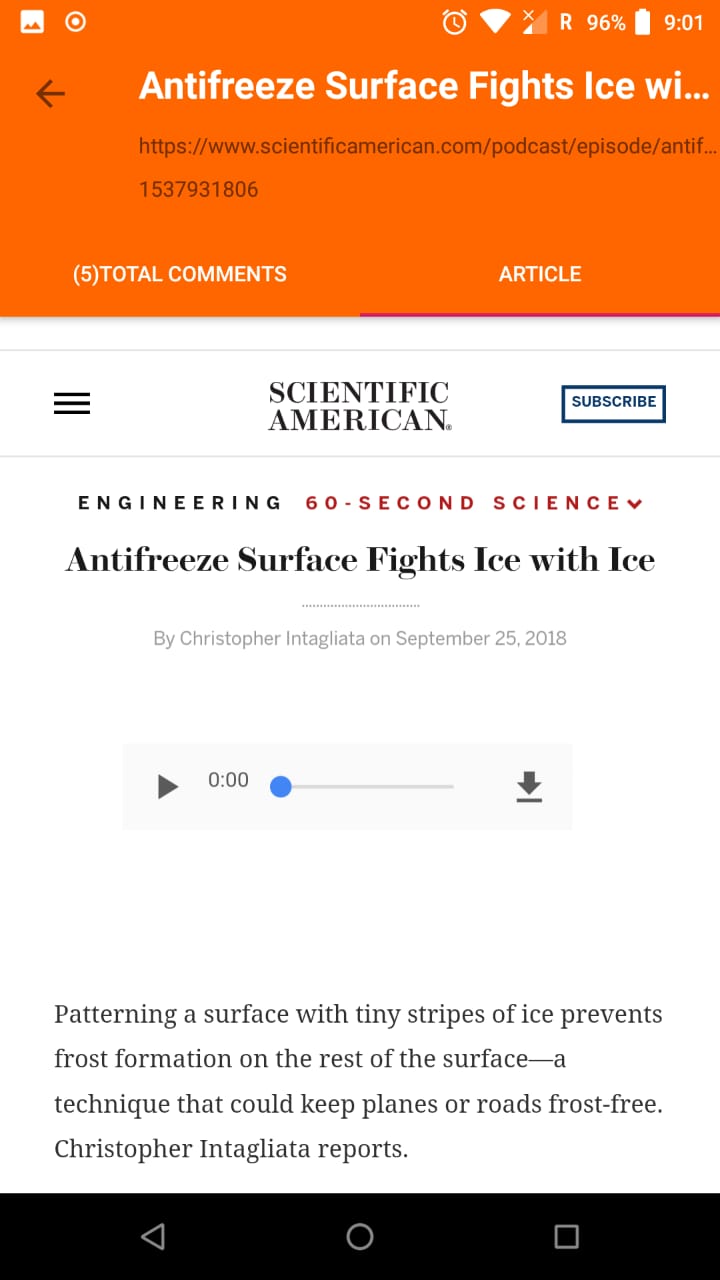 R 96% 9:01
Antifreeze Surface Fights Ice wi...
https://www.scientificamerican.com/podcast/episode/antif...
1537931806
(5)TOTAL COMMENTS ARTICLE
SCIENTIFIC
AMERICAN®
SUBSCRIBE
ENGINEERING 60-SECOND SCIENCE
Antifreeze Surface Fights Ice with Ice
By Christopher Intagliata on September 25, 2018
0:00
Patterning a surface with tiny stripes of ice prevents
frost formation on the rest of the surface—a
technique that could keep planes or roads frost-free.
Christopher Intagliata reports.